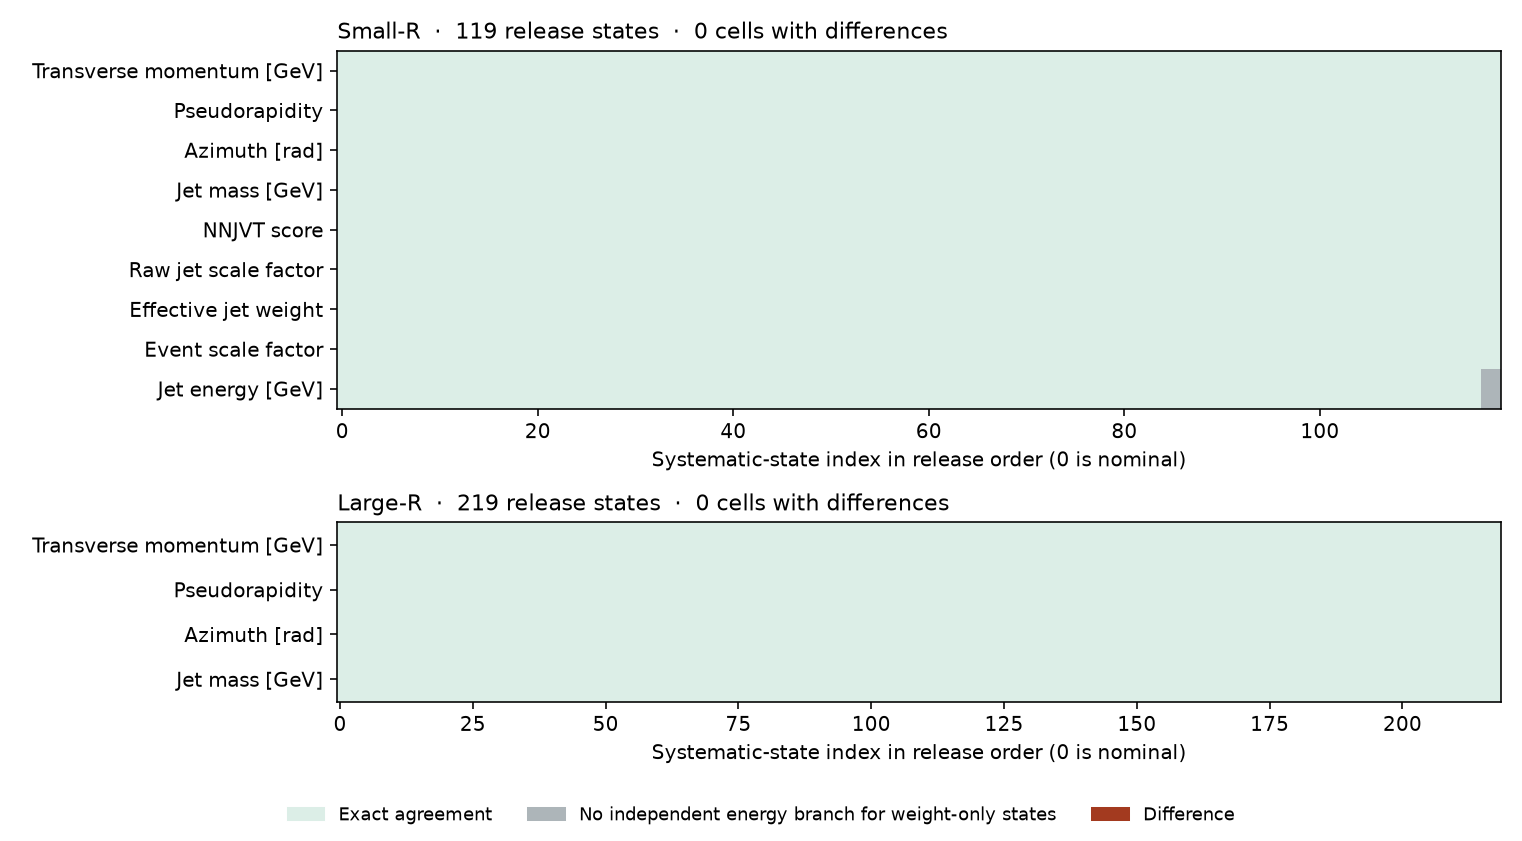 Small-R · 119 release states · 0 cells with differences
Transverse momentum [GeV]
Pseudorapidity
Azimuth [rad]
Jet mass [GeV]
NNJVT score
Raw jet scale factor
Effective jet weight
Event scale factor
Jet energy [GeV]
0 20 40 60 80 100
Systematic-state index in release order (0 is nominal)
Large-R · 219 release states · 0 cells with differences
Transverse momentum [GeV]
Pseudorapidity
Azimuth [rad]
Jet mass [GeV]
0 25 50 75 100 125 150 175 200
Systematic-state index in release order (0 is nominal)
Exact agreement No independent energy branch for weight-only states Difference